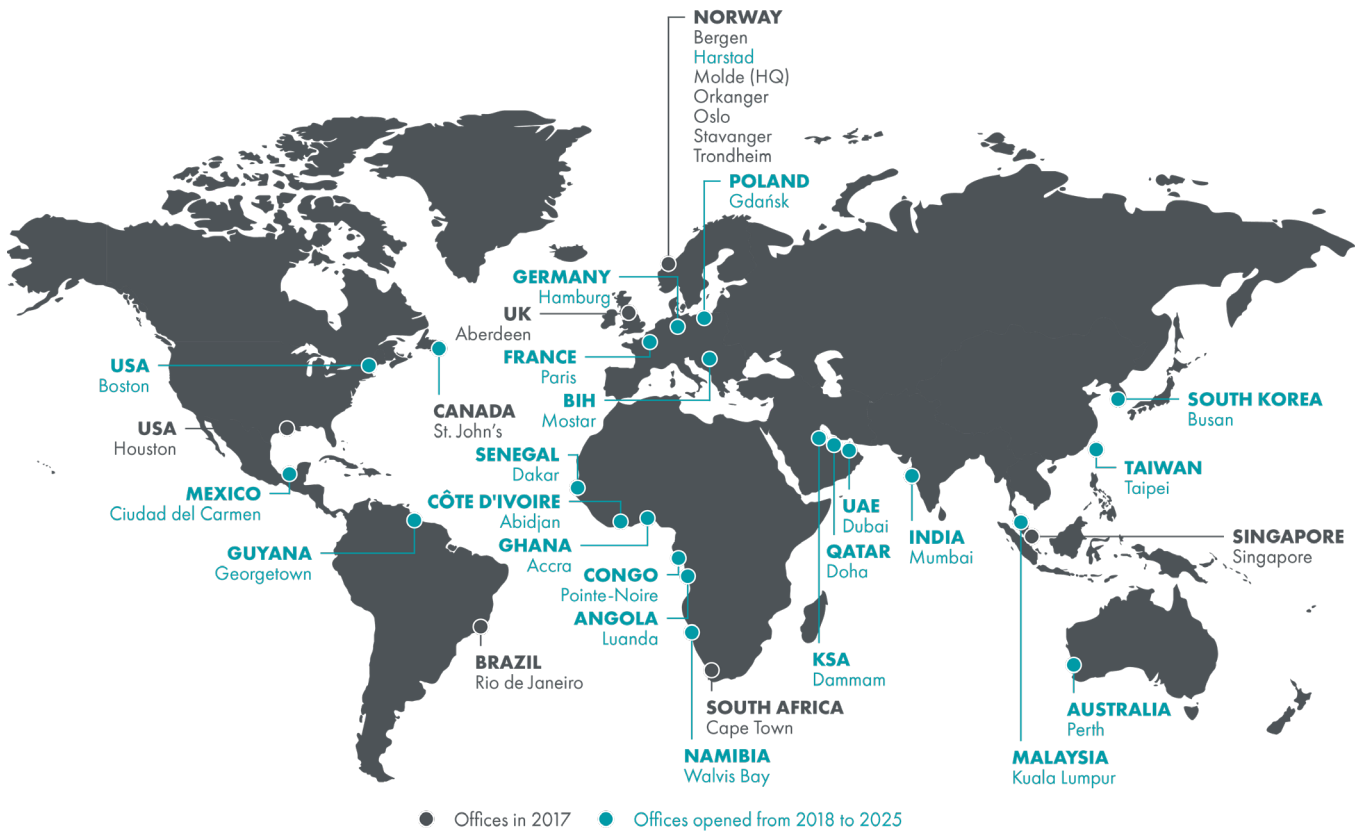 NORWAY
Bergen
Harstad
Molde (HQ)
Orkanger
Oslo
Stavanger
Trondheim
POLAND
Gdańsk
GERMANY
Hamburg
UK
Aberdeen
FRANCE
Paris
BIH
Mostar
USA
Boston
CANADA
St. John's
USA
Houston
MEXICO
Ciudad del Carmen
GUYANA
Georgetown
BRAZIL
Rio de Janeiro
SENEGAL
Dakar
CÔTE D'IVOIRE
Abidjan
GHANA
Accra
CONGO
Pointe-Noire
ANGOLA
Luanda
SOUTH AFRICA
Cape Town
NAMIBIA
Walvis Bay
UAE
Dubai
QATAR
Doha
KSA
Dammam
INDIA
Mumbai
SOUTH KOREA
Busan
TAIWAN
Taipei
SINGAPORE
Singapore
AUSTRALIA
Perth
MALAYSIA
Kuala Lumpur
Offices in 2017
Offices opened from 2018 to 2025